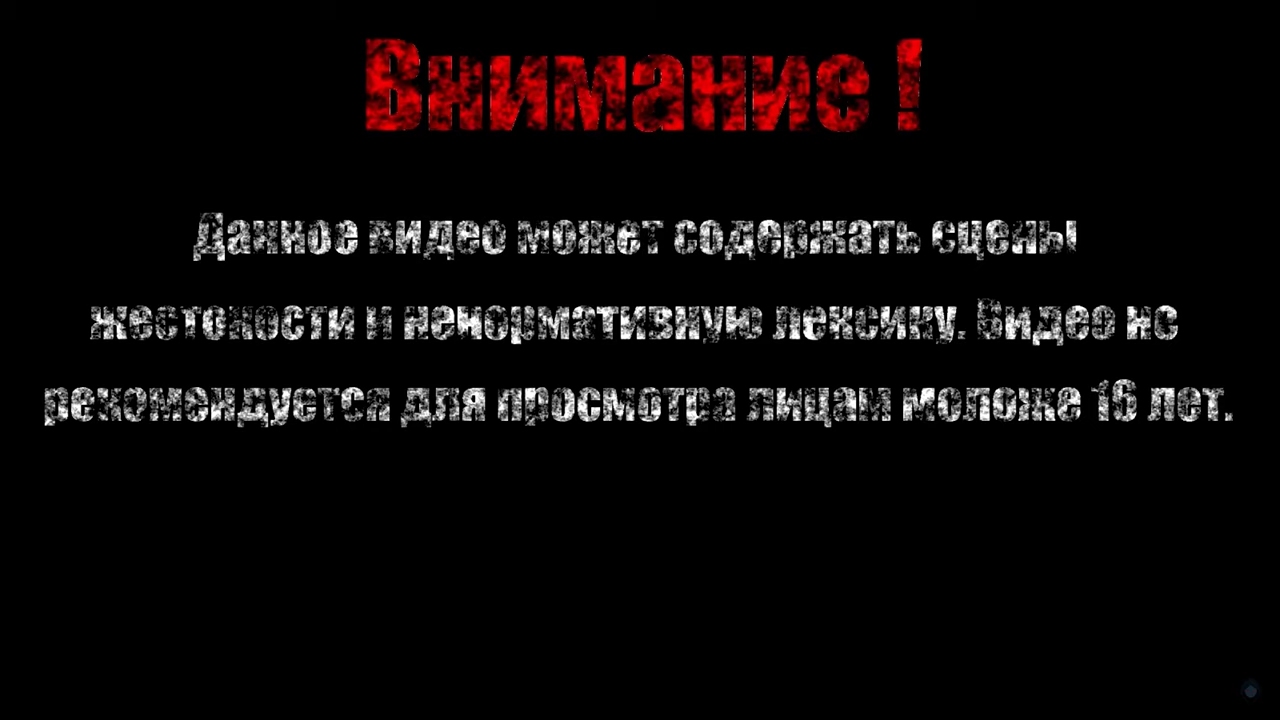 Внимание !
Данное видео может содержать сцены
жестокости и ненормативную лексику. Видео не
рекомендуется для просмотра лицам моложе 16 лет.